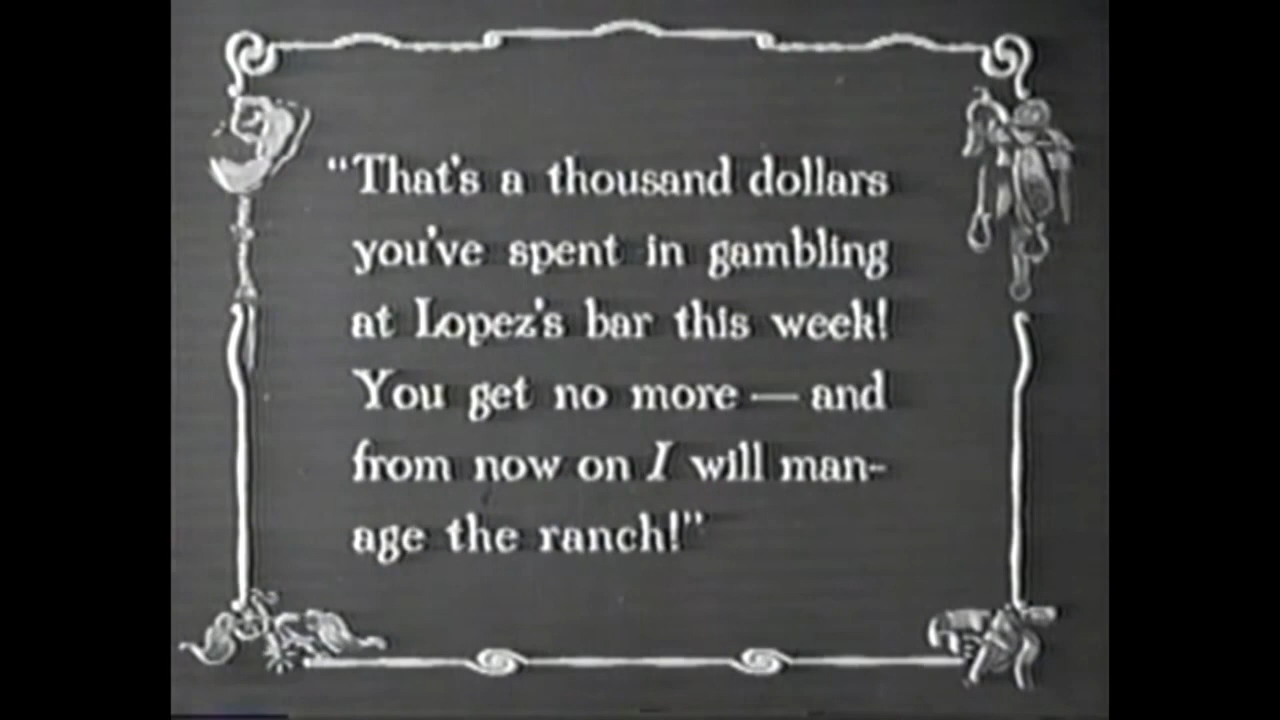 “That's a thousand dollars
you've spent in gambling
at Lopez's bar this week!
You get no more — and
from now on I will man-
age the ranch!”